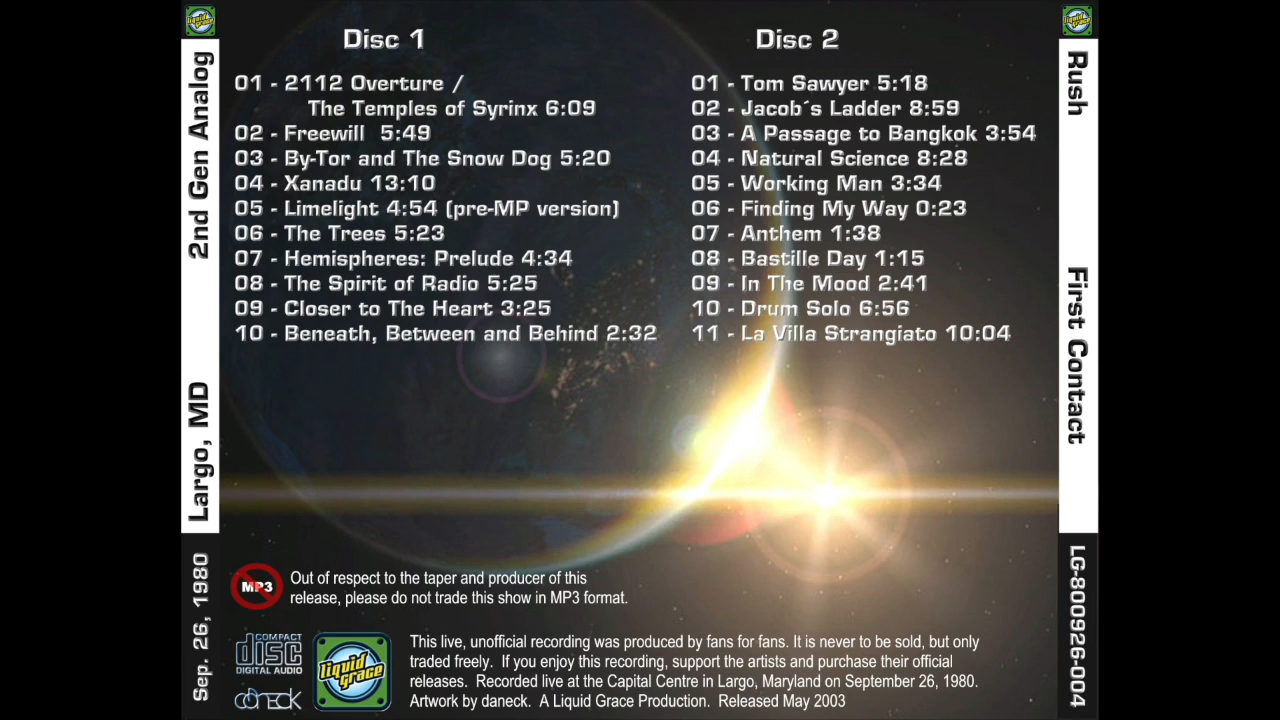 liquid grace
2nd Gen Analog
Largo, MD
Sep. 26, 1980
Disc 1
01 - 2112 Overture /
The Temples of Syrinx 6:09
02 - Freewill 5:49
03 - By-Tor and The Snow Dog 5:20
04 - Xanadu 13:10
05 - Limelight 4:54 (pre-MP version)
06 - The Trees 5:23
07 - Hemispheres: Prelude 4:34
08 - The Spirit of Radio 5:25
09 - Closer to The Heart 3:25
10 - Beneath, Between and Behind 2:32
Disc 2
01 - Tom Sawyer 5:18
02 - Jacob´s Ladder 8:59
03 - A Passage to Bangkok 3:54
04 - Natural Science 8:28
05 - Working Man 3:34
06 - Finding My Way 0:23
07 - Anthem 1:38
08 - Bastille Day 1:15
09 - In The Mood 2:41
10 - Drum Solo 6:56
11 - La Villa Strangiato 10:04
MP3
Out of respect to the taper and producer of this
release, please do not trade this show in MP3 format.
COMPACT
disc
DIGITAL AUDIO
daneck
liquid grace
This live, unofficial recording was produced by fans for fans. It is never to be sold, but only
traded freely. If you enjoy this recording, support the artists and purchase their official
releases. Recorded live at the Capital Centre in Largo, Maryland on September 26, 1980.
Artwork by daneck. A Liquid Grace Production. Released May 2003
liquid grace
Rush
First Contact
LG-800926-004